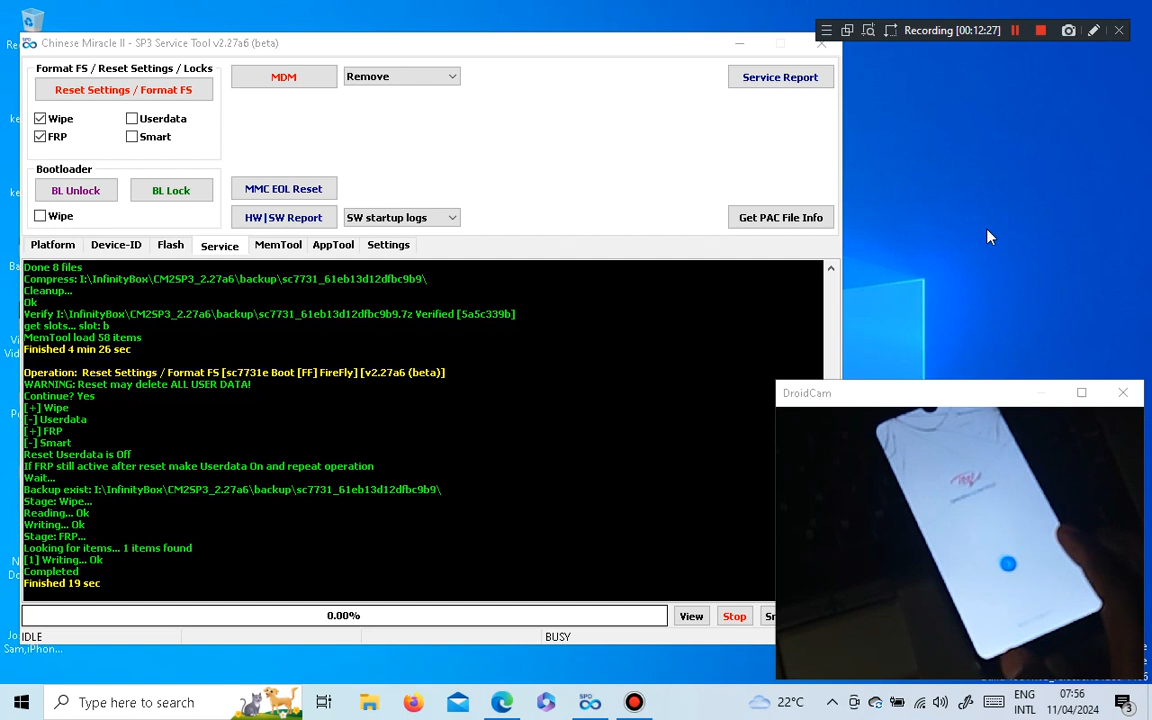 Recording [00:12:27]
Chinese Miracle II - SP3 Service Tool v2.27a6 (beta)
Format FS / Reset Settings / Locks
Reset Settings / Format FS
MDM
Remove
Service Report
Wipe
Userdata
FRP
Smart
Bootloader
BL Unlock
BL Lock
MMC EOL Reset
Wipe
HW|SW Report
SW startup logs
Get PAC File Info
Platform
Device-ID
Flash
Service
MemTool
AppTool
Settings
Done 8 files
Compress: I:\InfinityBox\CM2SP3_2.27a6\backup\sc7731_61eb13d12dfbc9b9\
Cleanup...
Ok
Verify I:\InfinityBox\CM2SP3_2.27a6\backup\sc7731_61eb13d12dfbc9b9.7z Verified [5a5c339b]
get slots... slot: b
MemTool load 58 items
Finished 4 min 26 sec
Operation: Reset Settings / Format FS [sc7731e Boot [FF] FireFly] [v2.27a6 (beta)]
WARNING: Reset may delete ALL USER DATA!
Continue? Yes
[+] Wipe
[-] Userdata
[+] FRP
[-] Smart
Reset Userdata is Off
If FRP still active after reset make Userdata On and repeat operation
Wait...
Backup exist: I:\InfinityBox\CM2SP3_2.27a6\backup\sc7731_61eb13d12dfbc9b9\
Stage: Wipe...
Reading... Ok
Writing... Ok
Stage: FRP...
Looking for items... 1 items found
[1] Writing... Ok
Completed
Finished 19 sec
DroidCam
itel
0.00%
View
Stop
IDLE
BUSY
Sam,iPhon...
Type here to search
22°C
ENG
INTL
07:56
11/04/2024
3